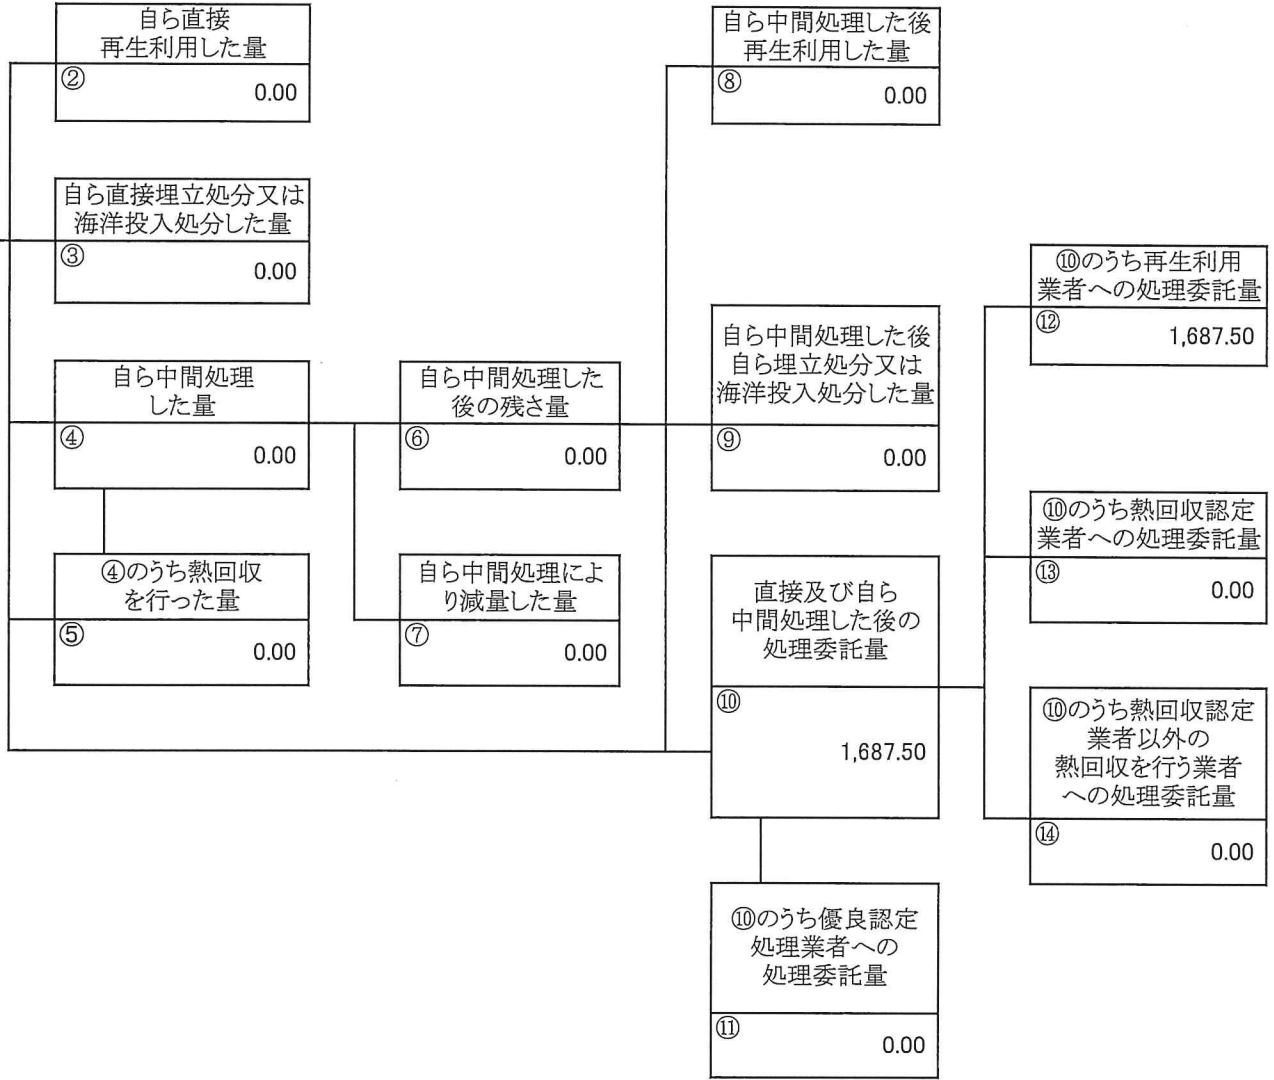 自ら直接
再生利用した量
②
0.00
自ら直接埋立処分又は
海洋投入処分した量
③
0.00
自ら中間処理
した量
④
0.00
④のうち熱回収
を行った量
⑤
0.00
自ら中間処理した
後の残さ量
⑥
0.00
自ら中間処理によ
り減量した量
⑦
0.00
自ら中間処理した後
再生利用した量
⑧
0.00
自ら中間処理した後
自ら埋立処分又は
海洋投入処分した量
⑨
0.00
直接及び自ら
中間処理した後の
処理委託量
⑩
1,687.50
⑩のうち優良認定
処理業者への
処理委託量
⑪
0.00
⑩のうち再生利用
業者への処理委託量
⑫
1,687.50
⑩のうち熱回収認定
業者への処理委託量
⑬
0.00
⑩のうち熱回収認定
業者以外の
熱回収を行う業者
への処理委託量
⑭
0.00